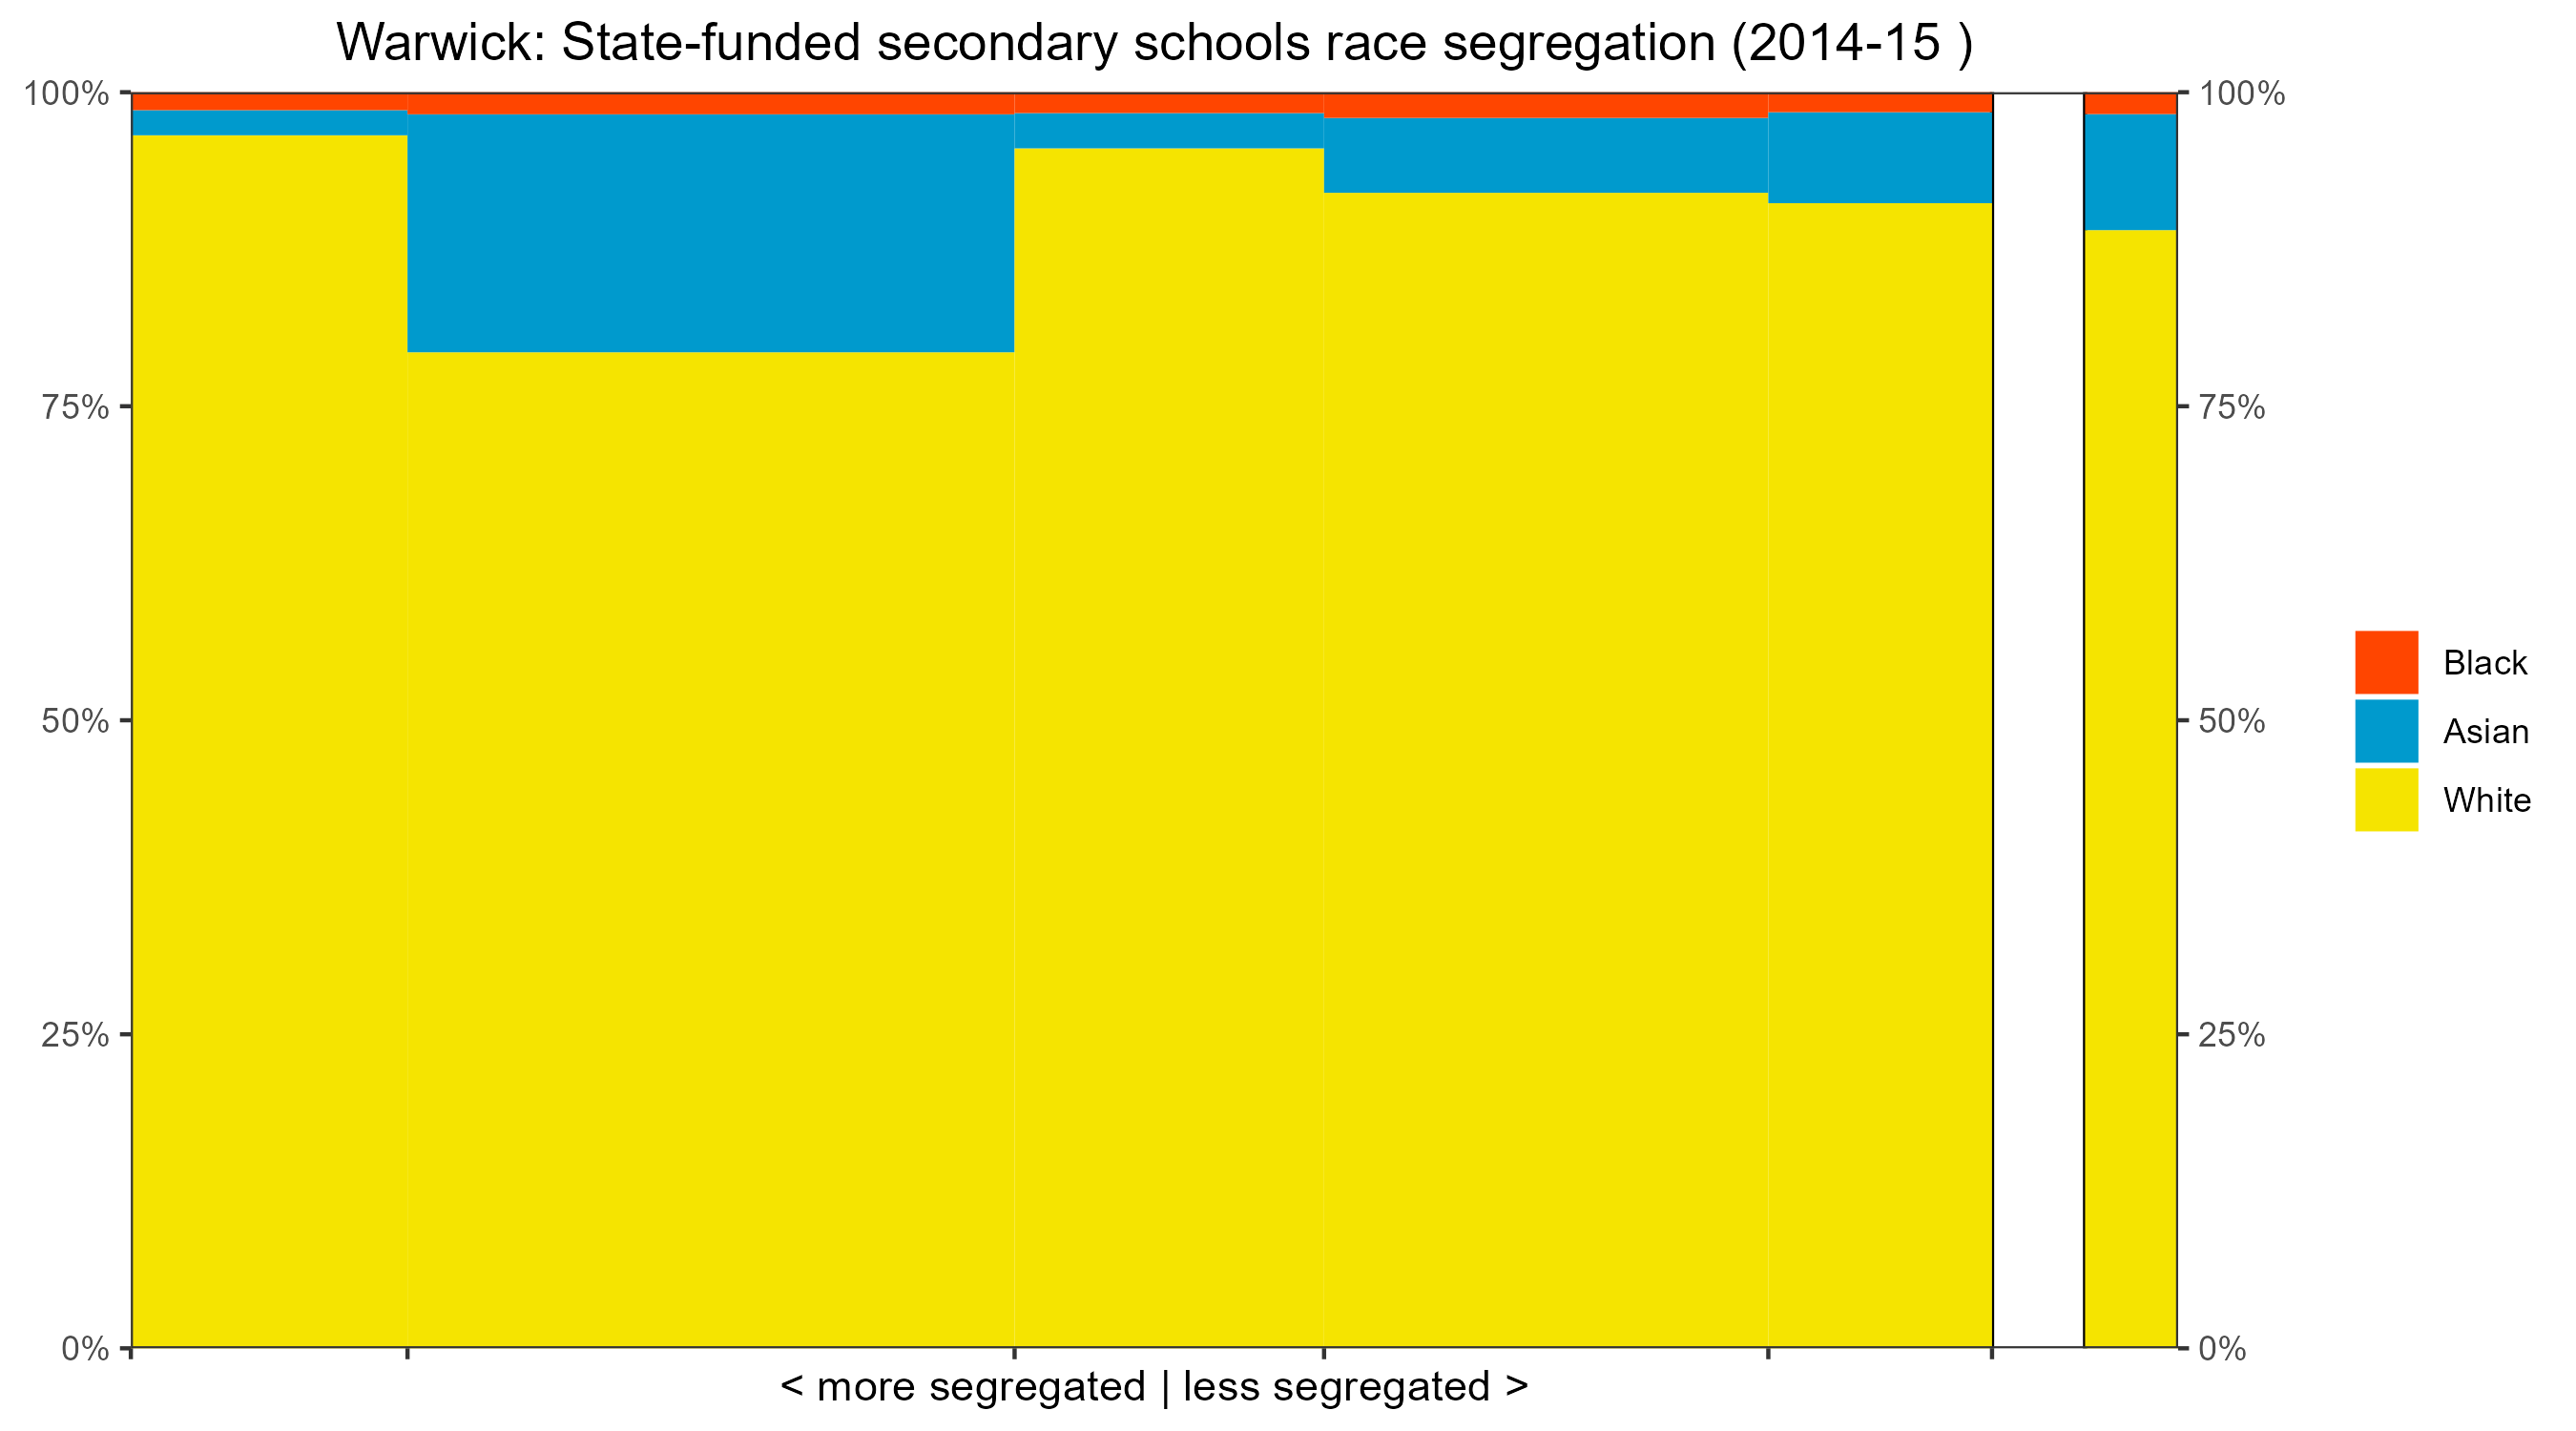 Warwick: State-funded secondary schools race segregation (2014-15 )
100%
75%
50%
25%
0%
100%
75%
50%
25%
0%
Black
Asian
White
< more segregated | less segregated >